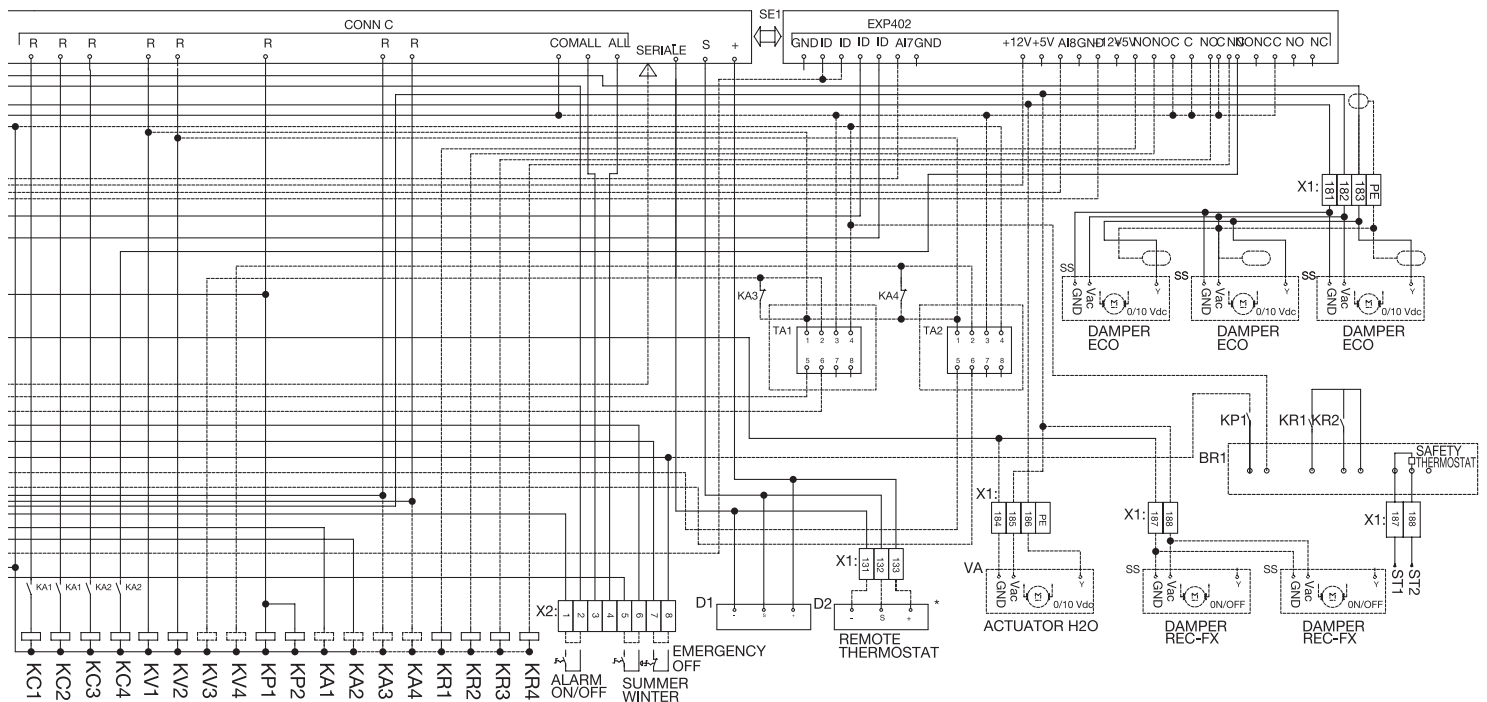 CONN C
SE1
EXP402
R R R R R R R R R COMALL ALL SERIALE - S +
GND ID ID ID ID AI7 GND +12V +5V AI8 GND +12V +5V NO NO C C NO C NC NO NC C NO NC
X1: 181 182 183 PE
KA3
KA4
TA1
1 2 3 4
5 6 7 8
TA2
1 2 3 4
5 6 7 8
SS GND Vac 0/10 Vdc Y
DAMPER
ECO
SS GND Vac 0/10 Vdc Y
DAMPER
ECO
SS GND Vac 0/10 Vdc Y
DAMPER
ECO
KP1
KR1
KR2
BR1
SAFETY
THERMOSTAT
X1: 184 185 186 PE
X1: 187 188
X1: 187 188
ST1
ST2
X1: 131 132 133
VA GND Vac 0/10 Vdc Y
ACTUATOR H2O
SS GND Vac 0N/OFF Y
DAMPER
REC-FX
SS GND Vac 0N/OFF Y
DAMPER
REC-FX
KA1 KA1 KA2 KA2
X2: 1 2 3 4 5 6 7 8
D1 - S +
D2 - S + *
REMOTE
THERMOSTAT
EMERGENCY
OFF
ALARM
ON/OFF
SUMMER
WINTER
KC1 KC2 KC3 KC4 KV1 KV2 KV3 KV4 KP1 KP2 KA1 KA2 KA3 KA4 KR1 KR2 KR3 KR4